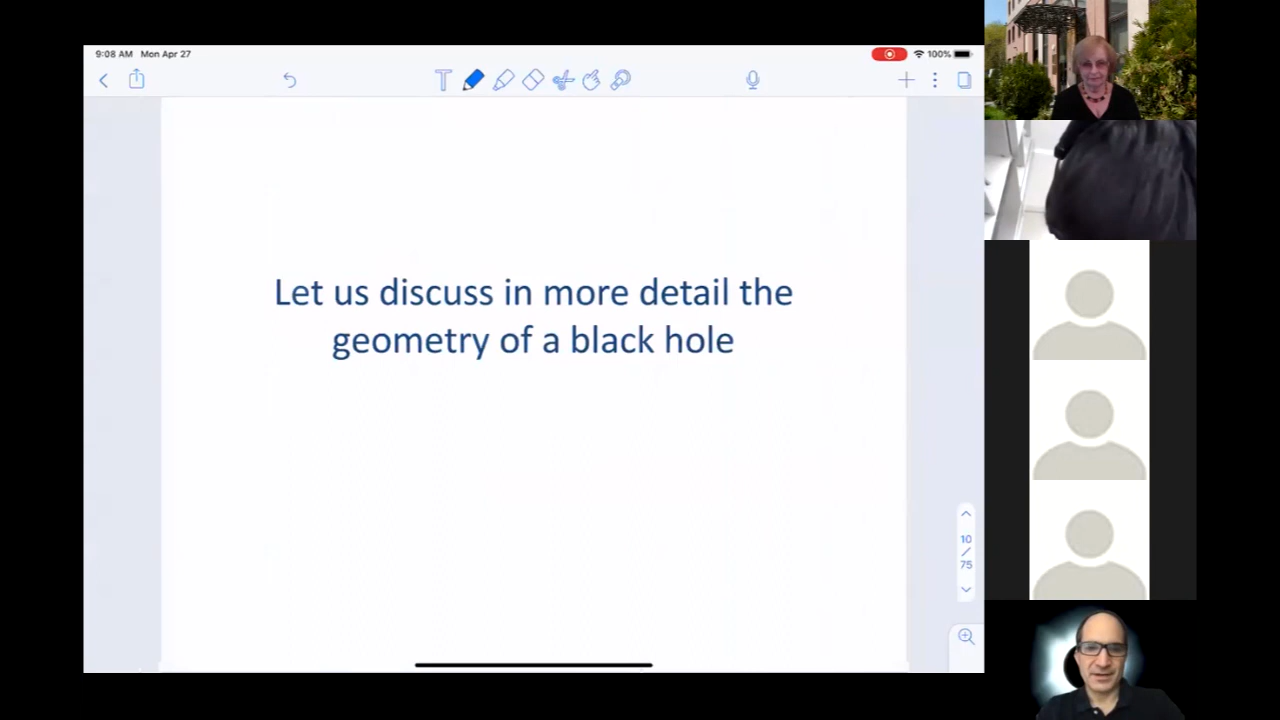 9:08 AM Mon Apr 27
100%
T
Let us discuss in more detail the
geometry of a black hole
10
/
75